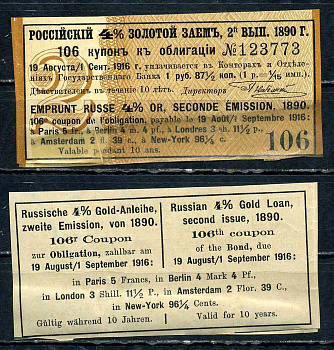 РОССІЙСКІЙ 4% ЗОЛОТОЙ ЗАЕМЪ, 2й ВЫП. 1890 Г.
106 купонъ къ облигаціи №123773
19 Августа/1 Сент. 1916 г. уплачивается въ Конторахъ и Отдѣле-
ніяхъ Государственнаго Банка 1 руб. 87½ коп. (1 р.=1/15 имп.)
Дѣйствителенъ въ теченіе 10 лѣтъ. Директоръ
EMPRUNT RUSSE 4% OR, SECONDE ÉMISSION, 1890.
106e coupon de l'obligation, payable le 19 Août/1 Septembre 1916:
à Paris 5 f., à Berlin 4 m. 4 pf., à Londres 3 sh. 11½ p.,
à Amsterdam 2 fl. 39 c., à New-York 96¼ c.
Valable pendant 10 ans.
106
Russische 4% Gold-Anleihe,
zweite Emission, von 1890.
106er Coupon
zur Obligation, zahlbar am
19 August/1 September 1916:
Russian 4% Gold Loan,
second issue, 1890.
106th coupon
of the Bond, due
19 August/1 September 1916:
in Paris 5 Francs, in Berlin 4 Mark 4 Pf.,
in London 3 Shill. 11½ P., in Amsterdam 2 Flor. 39 C.,
in New-York 96¼ Cents.
Gültig während 10 Jahren.
Valid for 10 years.